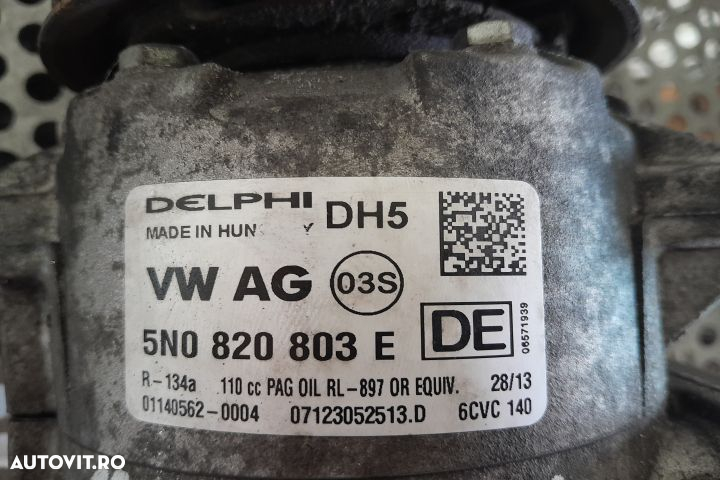 DELPHI DH5
MADE IN HUN Y
VW AG 03S
5N0 820 803 E DE
06571939
R-134a 110 cc PAG OIL RL-897 OR EQUIV. 28/13
01140562-0004 07123052513.D 6CVC 140
AUTOVIT.RO